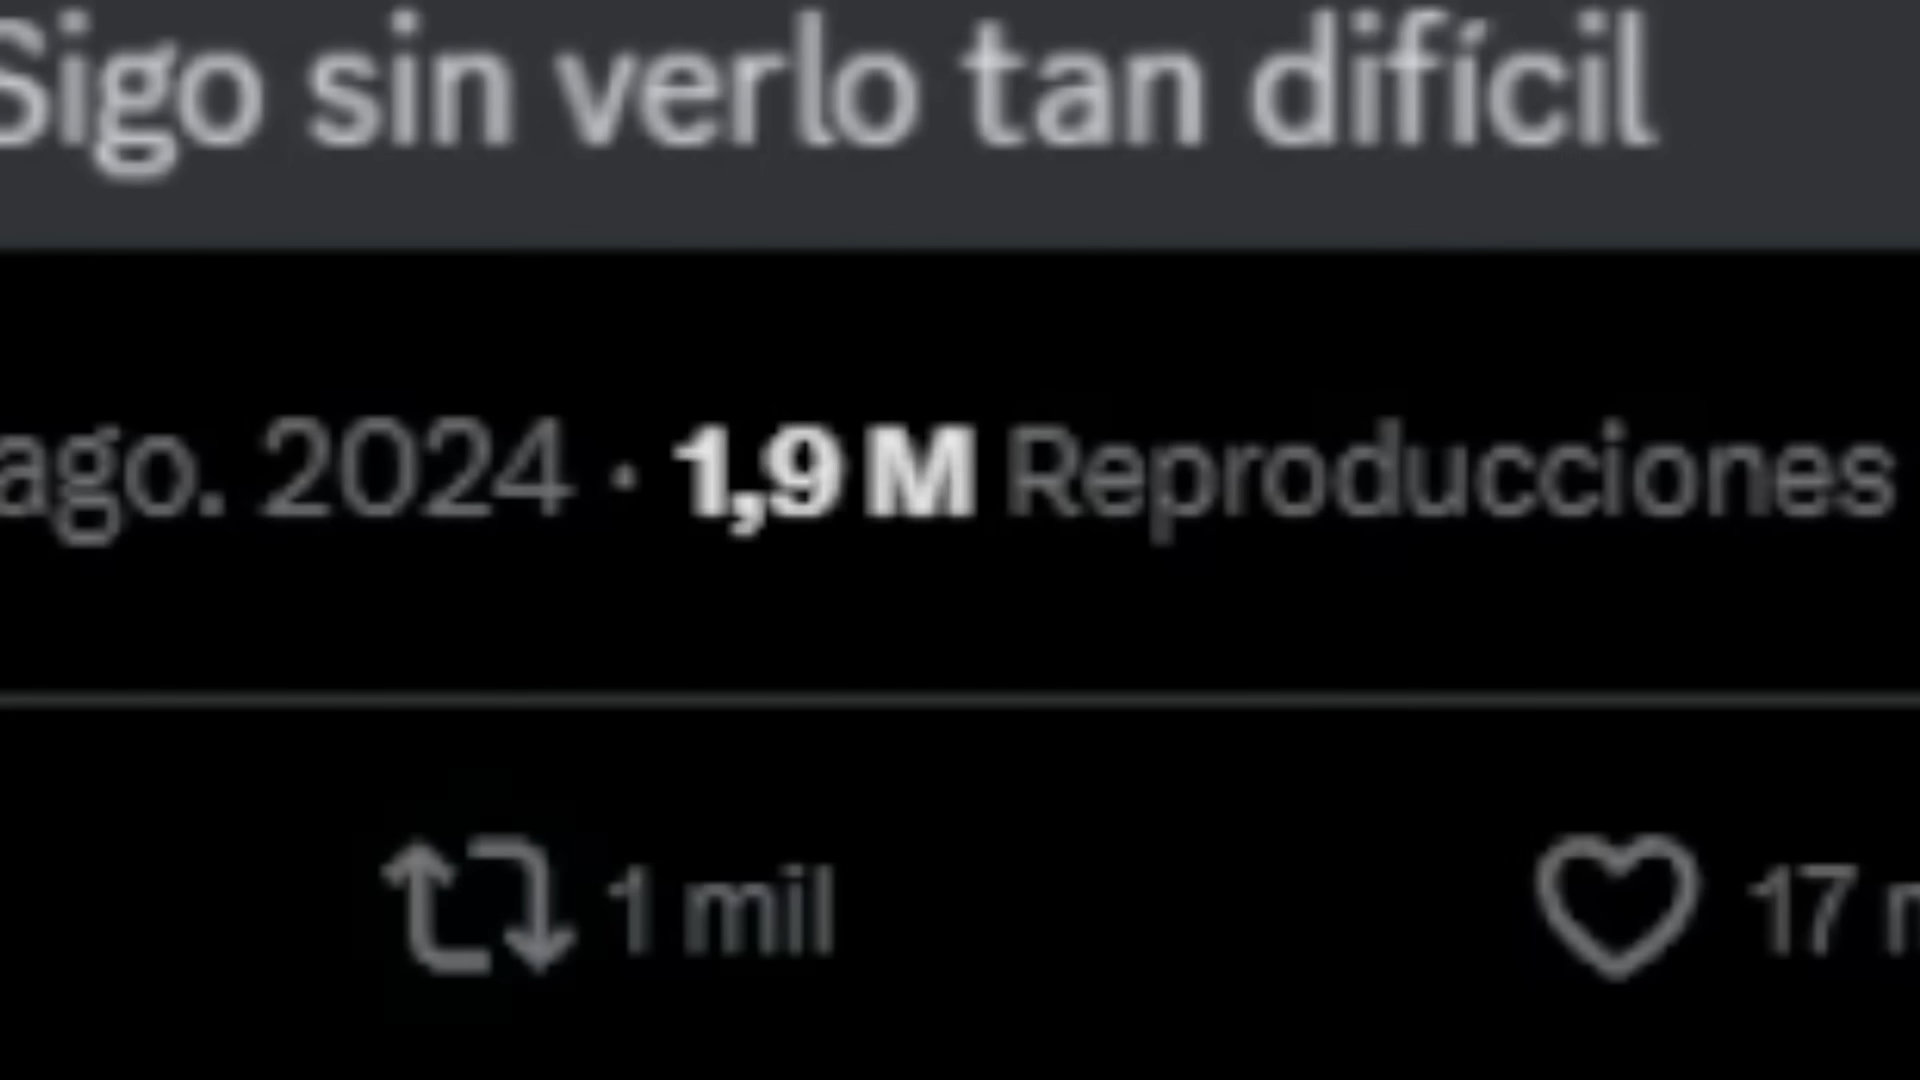 Sigo sin verlo tan difícil
ago. 2024 · 1,9 M Reproducciones
1 mil 17